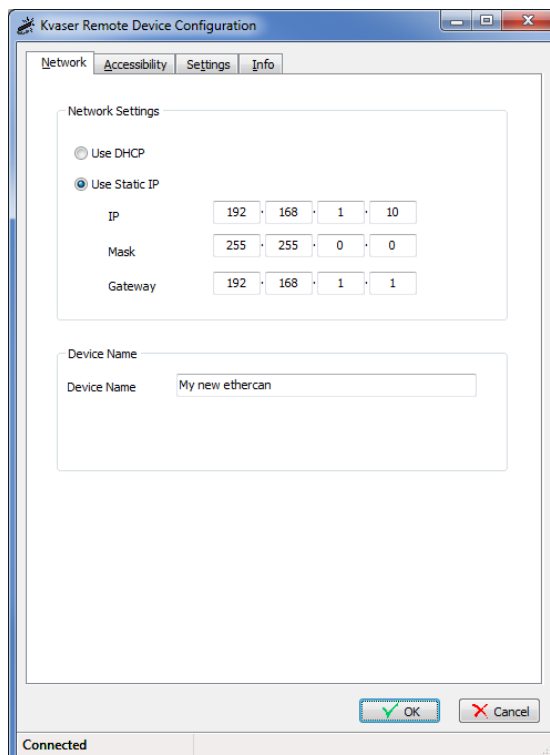 Kvaser Remote Device Configuration
Network Accessibility Settings Info
Network Settings
Use DHCP
Use Static IP
IP 192 . 168 . 1 . 10
Mask 255 . 255 . 0 . 0
Gateway 192 . 168 . 1 . 1
Device Name
Device Name My new ethercan
OK Cancel
Connected